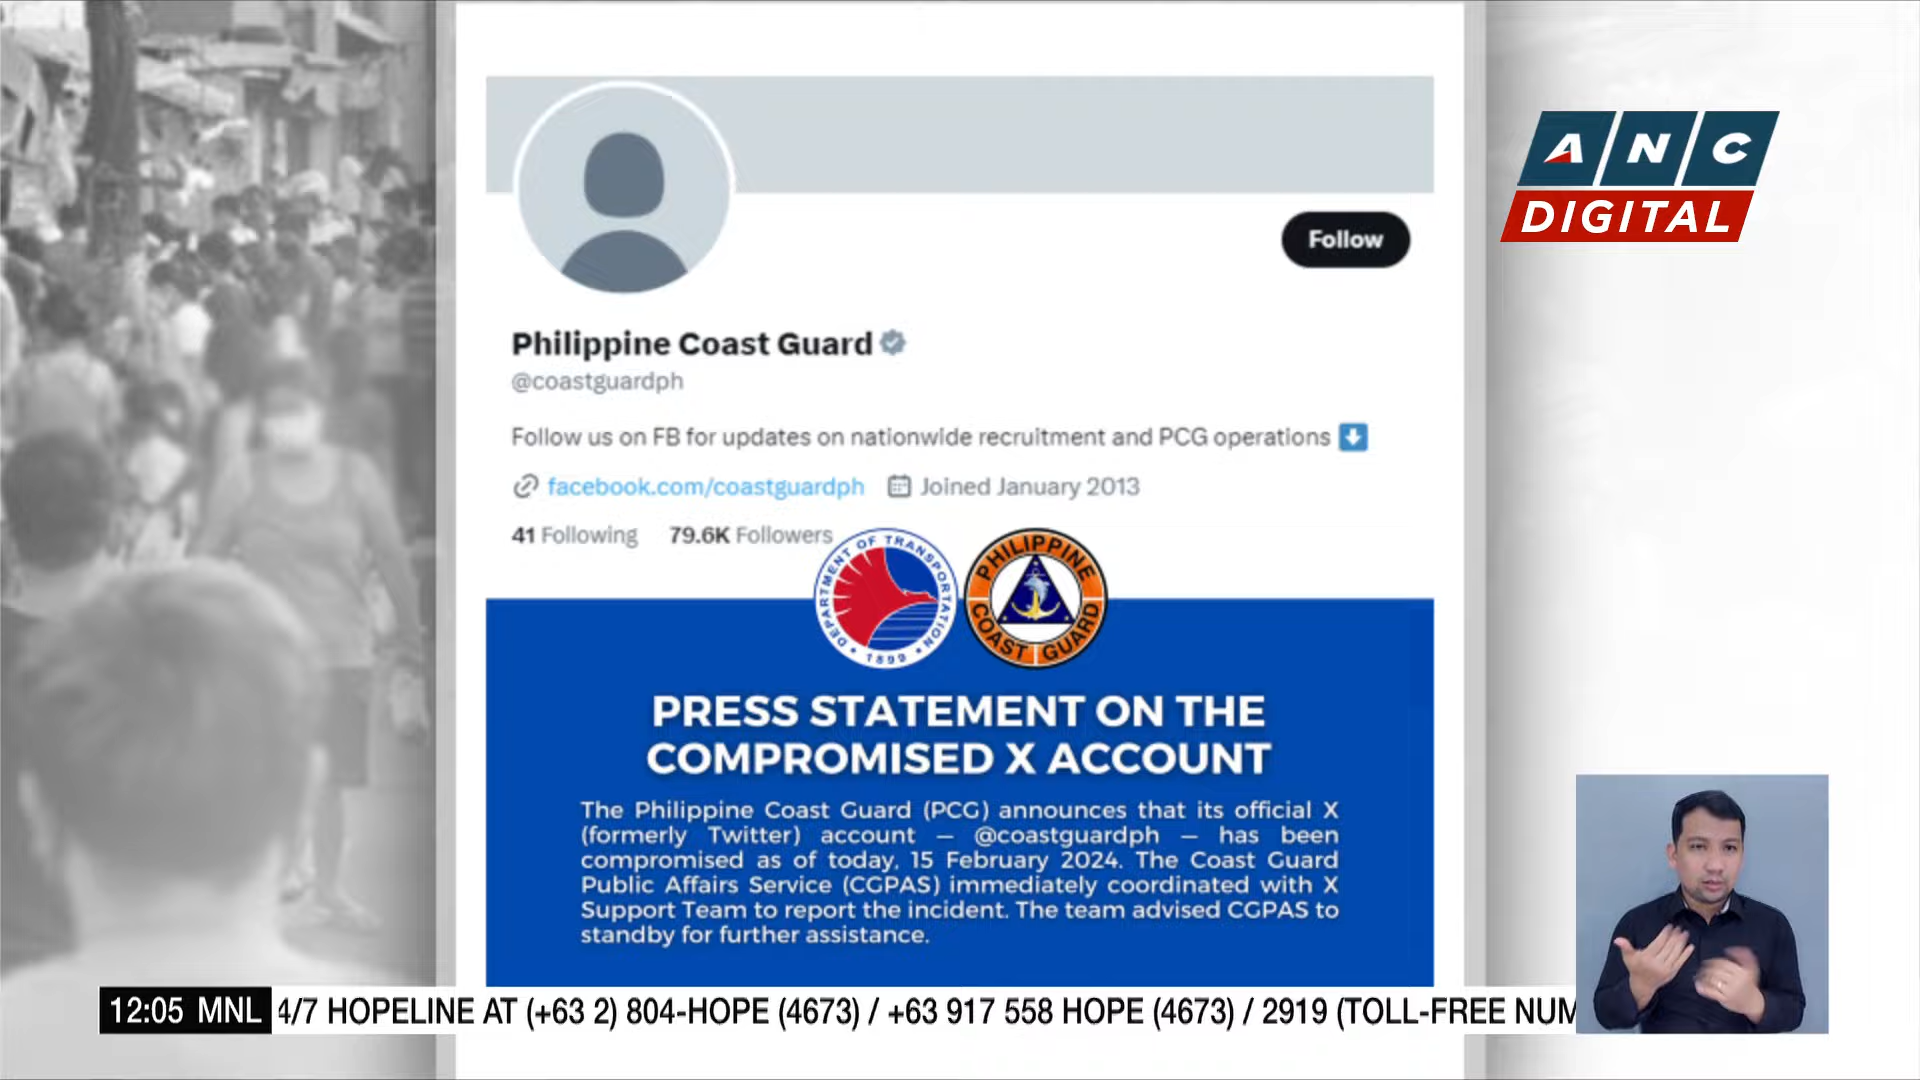 ANC
DIGITAL
Follow
Philippine Coast Guard
@coastguardph
Follow us on FB for updates on nationwide recruitment and PCG operations
facebook.com/coastguardph Joined January 2013
41 Following 79.6K Followers
DEPARTMENT OF TRANSPORTATION
1899
PHILIPPINE
COAST GUARD
PRESS STATEMENT ON THE
COMPROMISED X ACCOUNT
The Philippine Coast Guard (PCG) announces that its official X
(formerly Twitter) account – @coastguardph – has been
compromised as of today, 15 February 2024. The Coast Guard
Public Affairs Service (CGPAS) immediately coordinated with X
Support Team to report the incident. The team advised CGPAS to
standby for further assistance.
12:05 MNL 4/7 HOPELINE AT (+63 2) 804-HOPE (4673) / +63 917 558 HOPE (4673) / 2919 (TOLL-FREE NUM